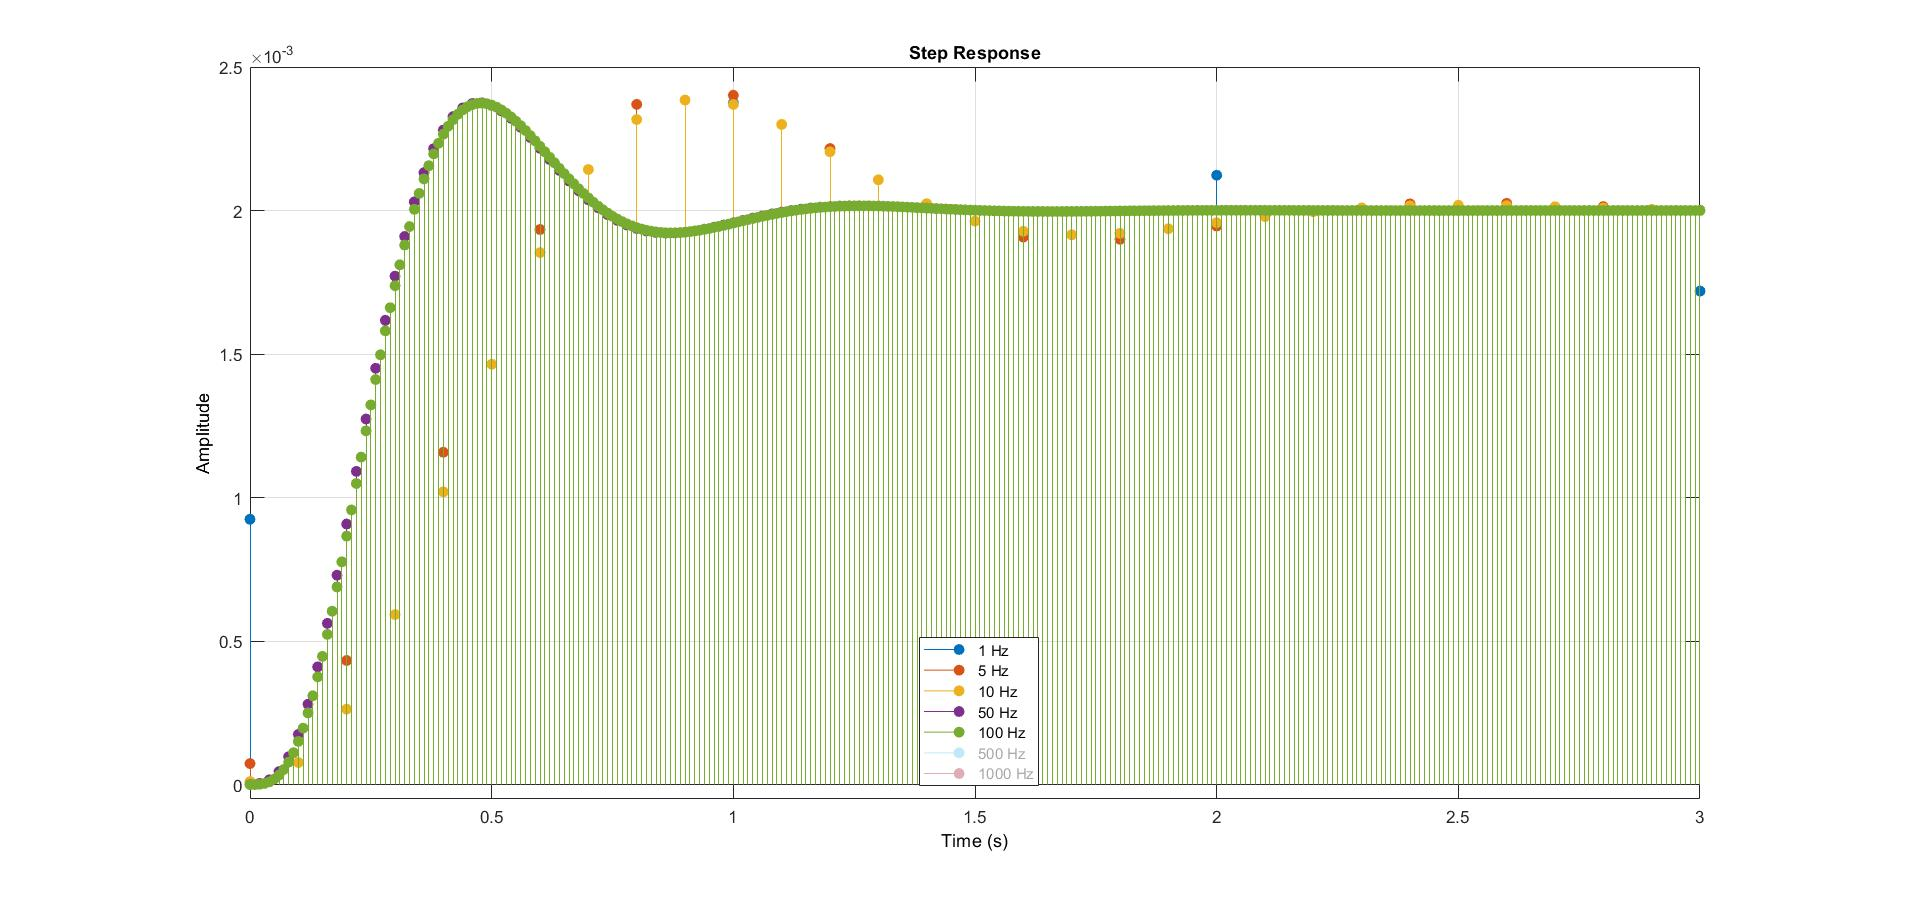 Step Response
×10-3
2.5
2
1.5
1
0.5
0
Amplitude
0 0.5 1 1.5 2 2.5 3
Time (s)
1 Hz
5 Hz
10 Hz
50 Hz
100 Hz
500 Hz
1000 Hz